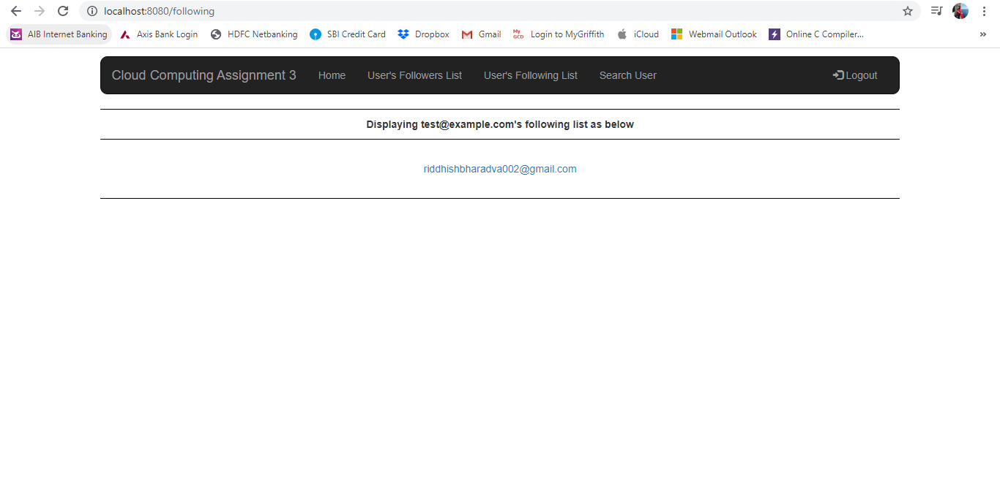 localhost:8080/following
AIB Internet Banking Axis Bank Login HDFC Netbanking SBI Credit Card Dropbox Gmail My GCD Login to MyGriffith iCloud Webmail Outlook Online C Compiler... »
Cloud Computing Assignment 3 Home User's Followers List User's Following List Search User Logout
Displaying test@example.com's following list as below
riddhishbharadva002@gmail.com